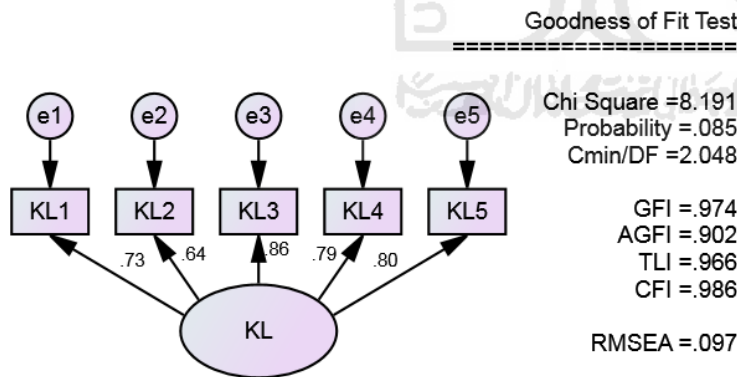 Goodness of Fit Test
======================
e1 e2 e3 e4 e5
Chi Square =8.191
Probability =.085
Cmin/DF =2.048
KL1 KL2 KL3 KL4 KL5
GFI =.974
AGFI =.902
TLI =.966
CFI =.986
.73 .64 .86 .79 .80
KL
RMSEA =.097